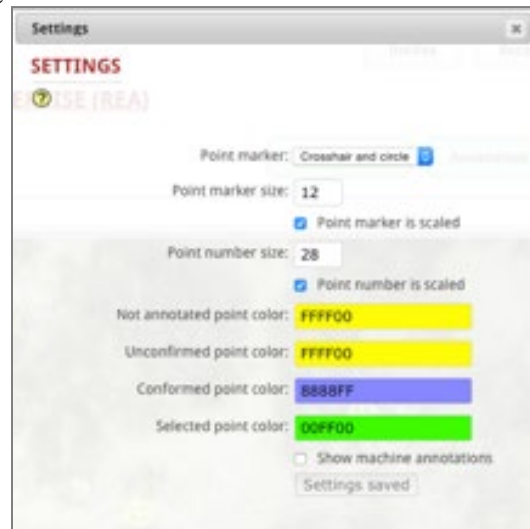 Settings
SETTINGS
ISE (REA)
Point marker: Crosshair and circle
Point marker size: 12
Point marker is scaled
Point number size: 28
Point number is scaled
Not annotated point color: FFFF00
Unconfirmed point color: FFFF00
Conformed point color: 8888FF
Selected point color: 00FF00
Show machine annotations
Settings saved